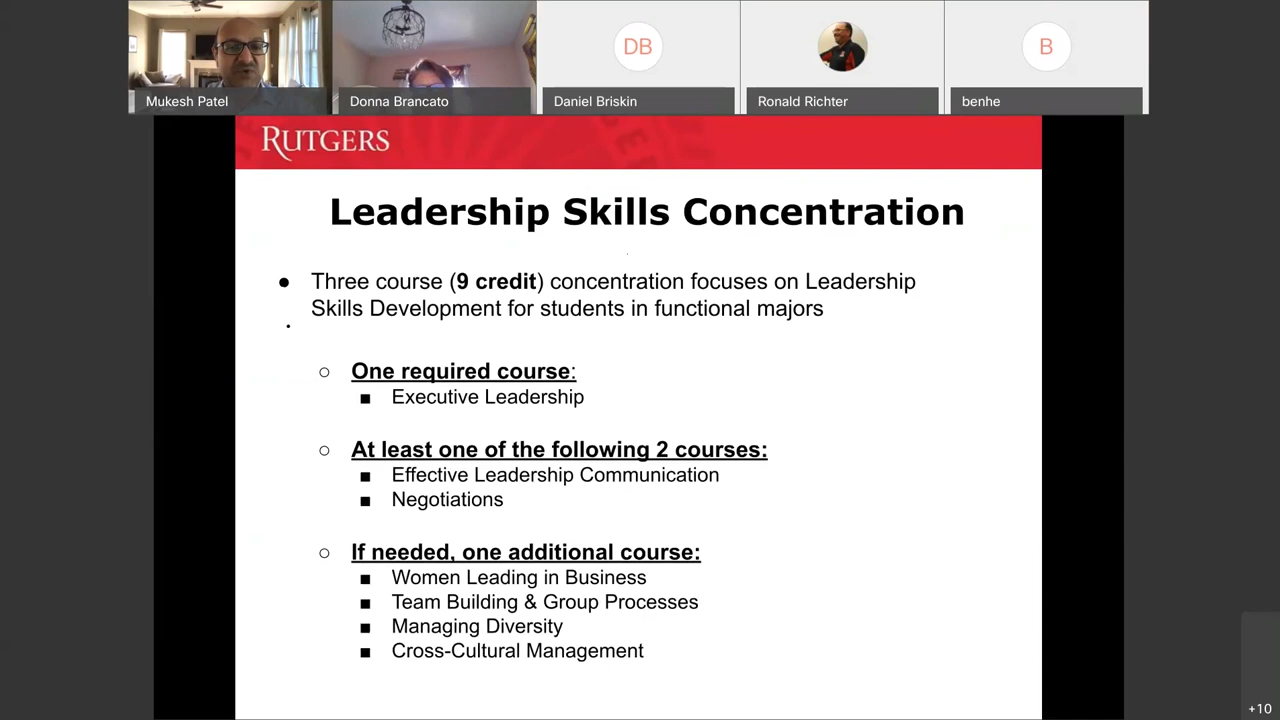 DB
B
Mukesh Patel
Donna Brancato
Daniel Briskin
Ronald Richter
benhe
RUTGERS
Leadership Skills Concentration
● Three course (9 credit) concentration focuses on Leadership
Skills Development for students in functional majors
○ One required course:
■ Executive Leadership
○ At least one of the following 2 courses:
■ Effective Leadership Communication
■ Negotiations
○ If needed, one additional course:
■ Women Leading in Business
■ Team Building & Group Processes
■ Managing Diversity
■ Cross-Cultural Management
+10